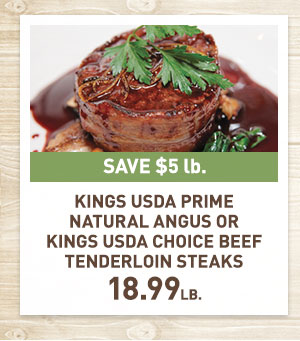 SAVE $5 lb.
KINGS USDA PRIME
NATURAL ANGUS OR
KINGS USDA CHOICE BEEF
TENDERLOIN STEAKS
18.99LB.